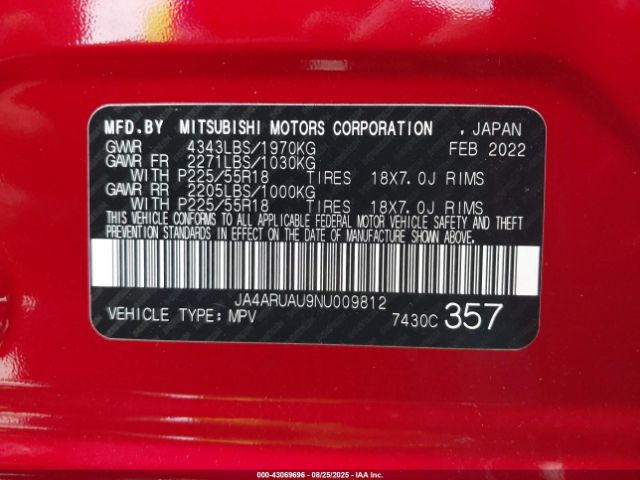 MFD.BY MITSUBISHI MOTORS CORPORATION , JAPAN
GVWR 4343LBS/1970KG FEB 2022
GAWR FR 2271LBS/1030KG
WITH P225/55R18 TIRES 18X7.0J RIMS
GAWR RR 2205LBS/1000KG
WITH P225/55R18 TIRES 18X7.0J RIMS
THIS VEHICLE CONFORMS TO ALL APPLICABLE FEDERAL MOTOR VEHICLE SAFETY AND THEFT
PREVENTION STANDARDS IN EFFECT ON THE DATE OF MANUFACTURE SHOWN ABOVE.
JA4ARUAU9NU009812
VEHICLE TYPE:MPV 7430C 357
000-43069696 - 08/25/2025 - IAA Inc.